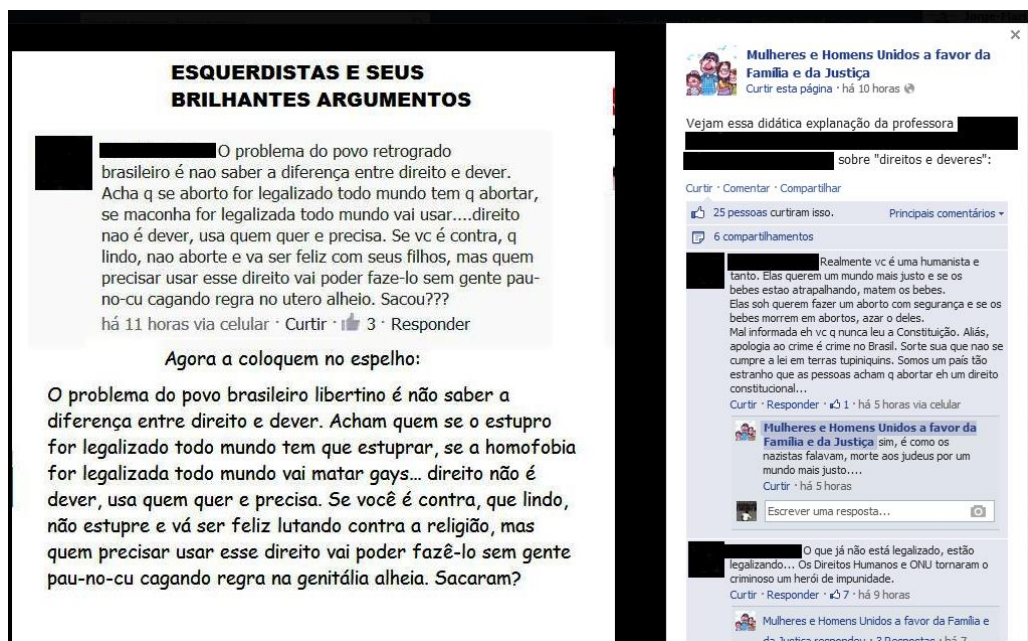 ESQUERDISTAS E SEUS
BRILHANTES ARGUMENTOS
O problema do povo retrogrado
brasileiro é nao saber a diferença entre direito e dever.
Acha q se aborto for legalizado todo mundo tem q abortar,
se maconha for legalizada todo mundo vai usar....direito
nao é dever, usa quem quer e precisa. Se vc é contra, q
lindo, nao aborte e va ser feliz com seus filhos, mas quem
precisar usar esse direito vai poder faze-lo sem gente pau-
no-cu cagando regra no utero alheio. Sacou???
há 11 horas via celular · Curtir · 3 · Responder
Agora a coloquem no espelho:
O problema do povo brasileiro libertino é não saber a
diferença entre direito e dever. Acham quem se o estupro
for legalizado todo mundo tem que estuprar, se a homofobia
for legalizada todo mundo vai matar gays... direito não é
dever, usa quem quer e precisa. Se você é contra, que lindo,
não estupre e vá ser feliz lutando contra a religião, mas
quem precisar usar esse direito vai poder fazê-lo sem gente
pau-no-cu cagando regra na genitália alheia. Sacaram?
Mulheres e Homens Unidos a favor da
Família e da Justiça
Curtir esta página · há 10 horas
Vejam essa didática explanação da professora
sobre "direitos e deveres":
Curtir · Comentar · Compartilhar
25 pessoas curtiram isso.
Principais comentários
6 compartilhamentos
Realmente vc é uma humanista e
tanto. Elas querem um mundo mais justo e se os
bebes estao atrapalhando, matem os bebes.
Elas soh querem fazer um aborto com segurança e se os
bebes morrem em abortos, azar o deles.
Mal informada eh vc q nunca leu a Constituição. Aliás,
apologia ao crime é crime no Brasil. Sorte sua que nao se
cumpre a lei em terras tupiniquins. Somos um país tão
estranho que as pessoas acham q abortar eh um direito
constitucional...
Curtir · Responder · 1 · há 5 horas via celular
Mulheres e Homens Unidos a favor da
Família e da Justiça sim, é como os
nazistas falavam, morte aos judeus por um
mundo mais justo....
Curtir · há 5 horas
Escrever uma resposta...
O que já não está legalizado, estão
legalizando... Os Direitos Humanos e ONU tornaram o
criminoso um herói de impunidade.
Curtir · Responder · 7 · há 9 horas
Mulheres e Homens Unidos a favor da Família e
da Justiça respondeu · 3 Respostas · há 7